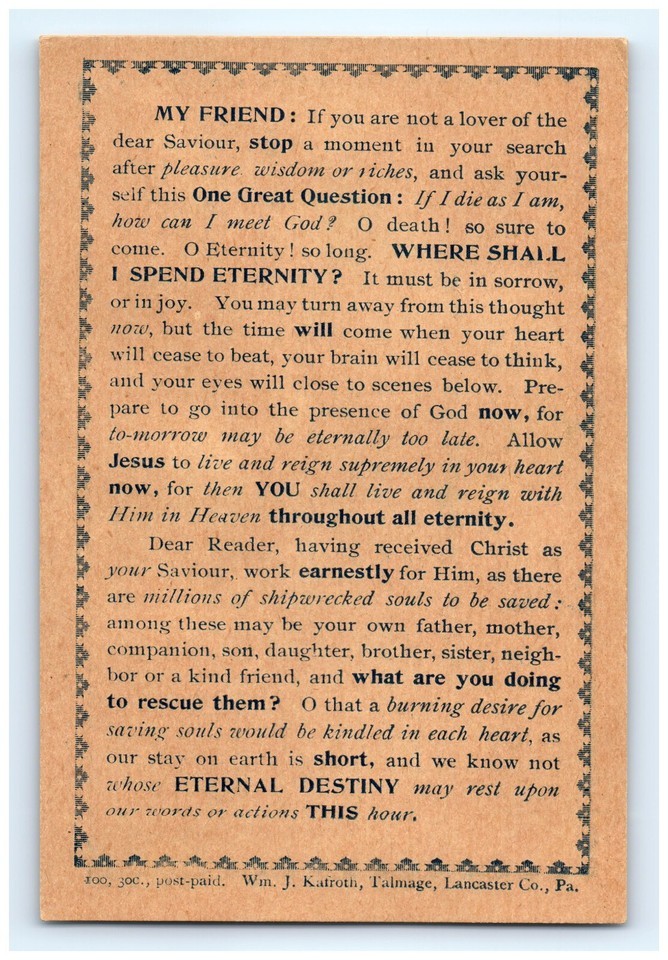 MY FRIEND: If you are not a lover of the
dear Saviour, stop a moment in your search
after pleasure wisdom or riches, and ask your-
self this One Great Question: If I die as I am,
how can I meet God? O death! so sure to
come. O Eternity! so long. WHERE SHALL
I SPEND ETERNITY? It must be in sorrow,
or in joy. You may turn away from this thought
now, but the time will come when your heart
will cease to beat, your brain will cease to think,
and your eyes will close to scenes below. Pre-
pare to go into the presence of God now, for
to-morrow may be eternally too late. Allow
Jesus to live and reign supremely in your heart
now, for then YOU shall live and reign with
Him in Heaven throughout all eternity.
Dear Reader, having received Christ as
your Saviour, work earnestly for Him, as there
are millions of shipwrecked souls to be saved:
among these may be your own father, mother,
companion, son, daughter, brother, sister, neigh-
bor or a kind friend, and what are you doing
to rescue them? O that a burning desire for
saving souls would be kindled in each heart, as
our stay on earth is short, and we know not
whose ETERNAL DESTINY may rest upon
our words or actions THIS hour.
100, 30c., post-paid. Wm. J. Kafroth, Talmage, Lancaster Co., Pa.